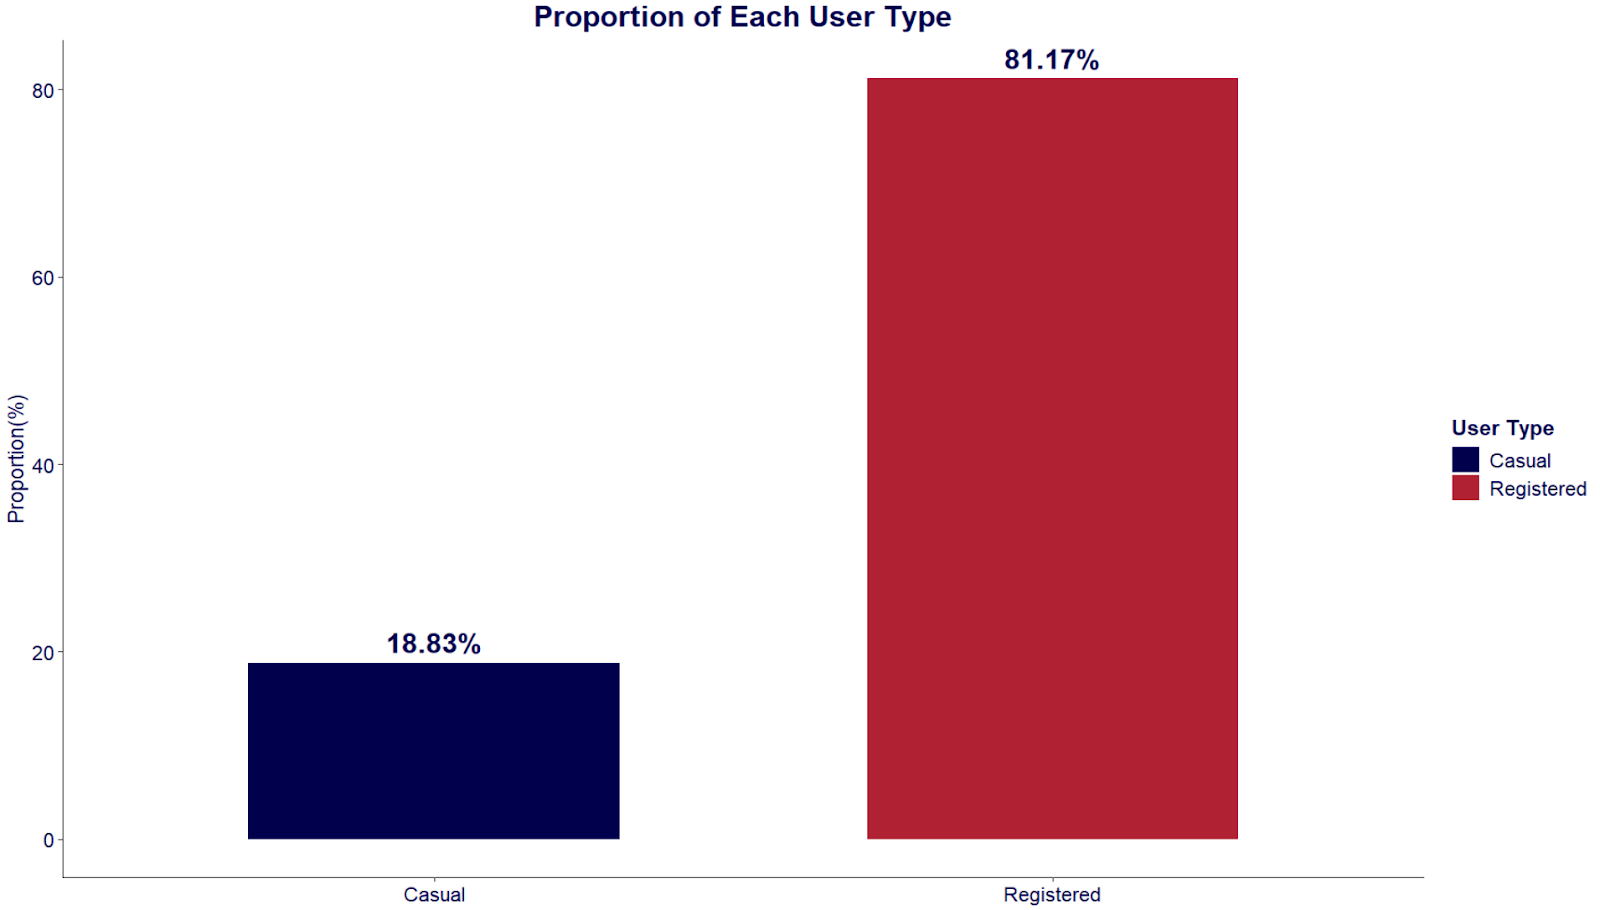 Proportion of Each User Type
81.17%
80
60
Proportion(%)
40
User Type
Casual
Registered
18.83%
20
0
Casual
Registered